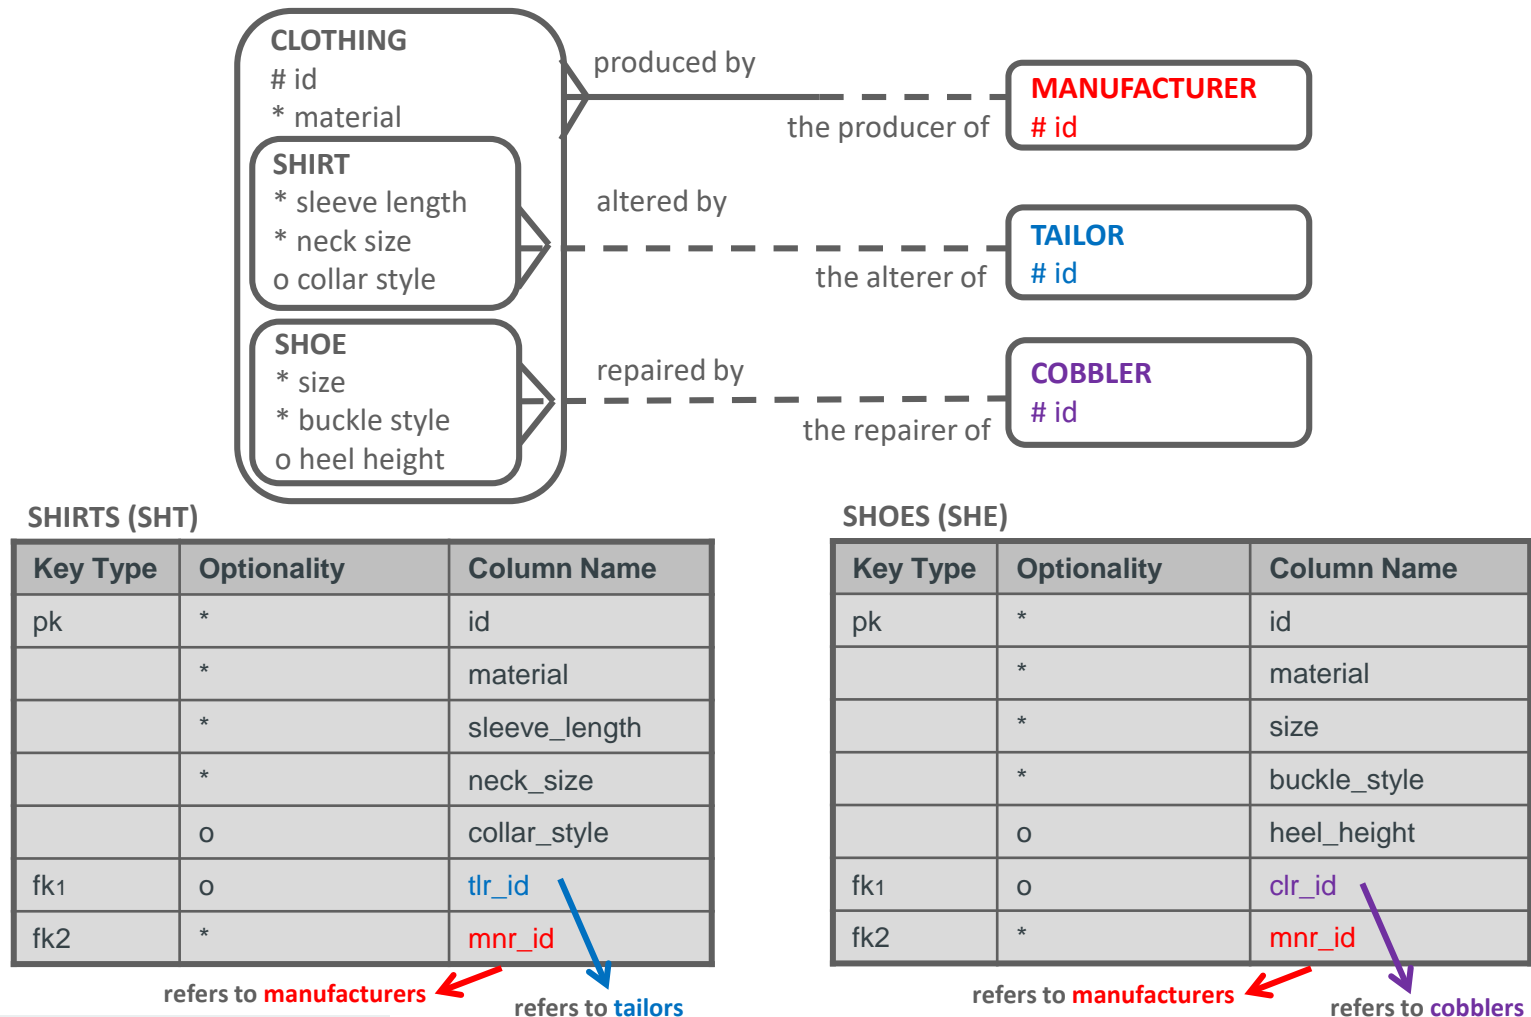 CLOTHING
# id
* material
SHIRT
* sleeve length
* neck size
o collar style
SHOE
* size
* buckle style
o heel height
produced by
the producer of
MANUFACTURER
# id
altered by
the alterer of
TAILOR
# id
repaired by
the repairer of
COBBLER
# id
SHIRTS (SHT)
Key Type Optionality Column Name
pk * id
* material
* sleeve_length
* neck_size
o collar_style
fk1 o tlr_id
fk2 * mnr_id
refers to manufacturers
refers to tailors
SHOES (SHE)
Key Type Optionality Column Name
pk * id
* material
* size
* buckle_style
o heel_height
fk1 o clr_id
fk2 * mnr_id
refers to manufacturers
refers to cobblers